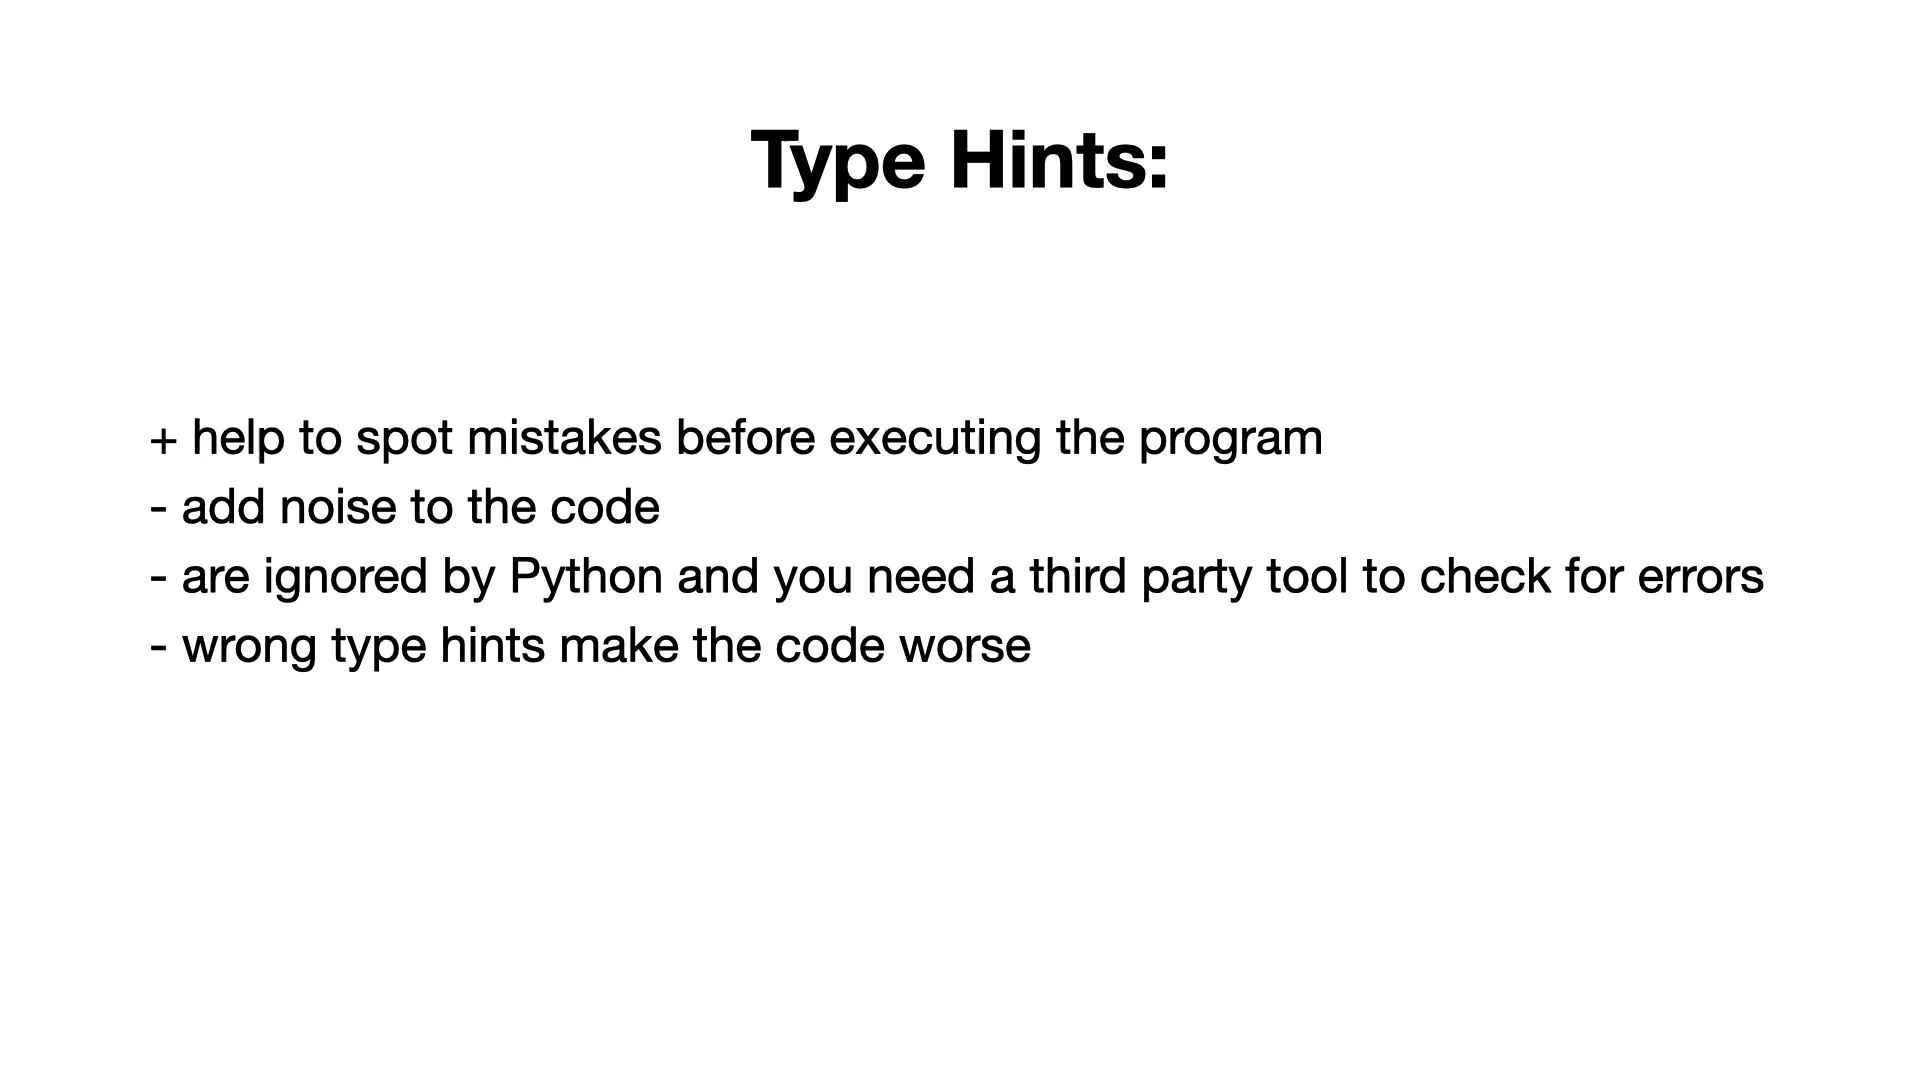 Type Hints:
+ help to spot mistakes before executing the program
- add noise to the code
- are ignored by Python and you need a third party tool to check for errors
- wrong type hints make the code worse